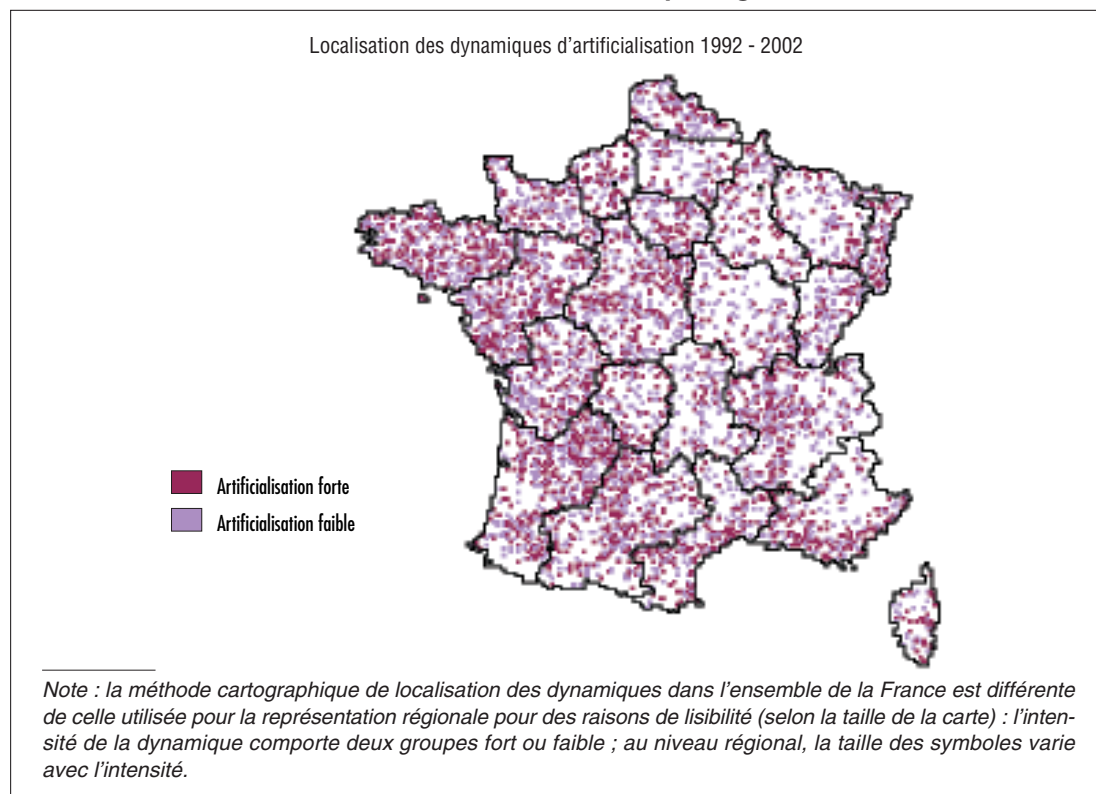 Localisation des dynamiques d'artificialisation 1992 - 2002
Artificialisation forte
Artificialisation faible
Note : la méthode cartographique de localisation des dynamiques dans l'ensemble de la France est différente
de celle utilisée pour la représentation régionale pour des raisons de lisibilité (selon la taille de la carte) : l'inten-
sité de la dynamique comporte deux groupes fort ou faible ; au niveau régional, la taille des symboles varie
avec l'intensité.